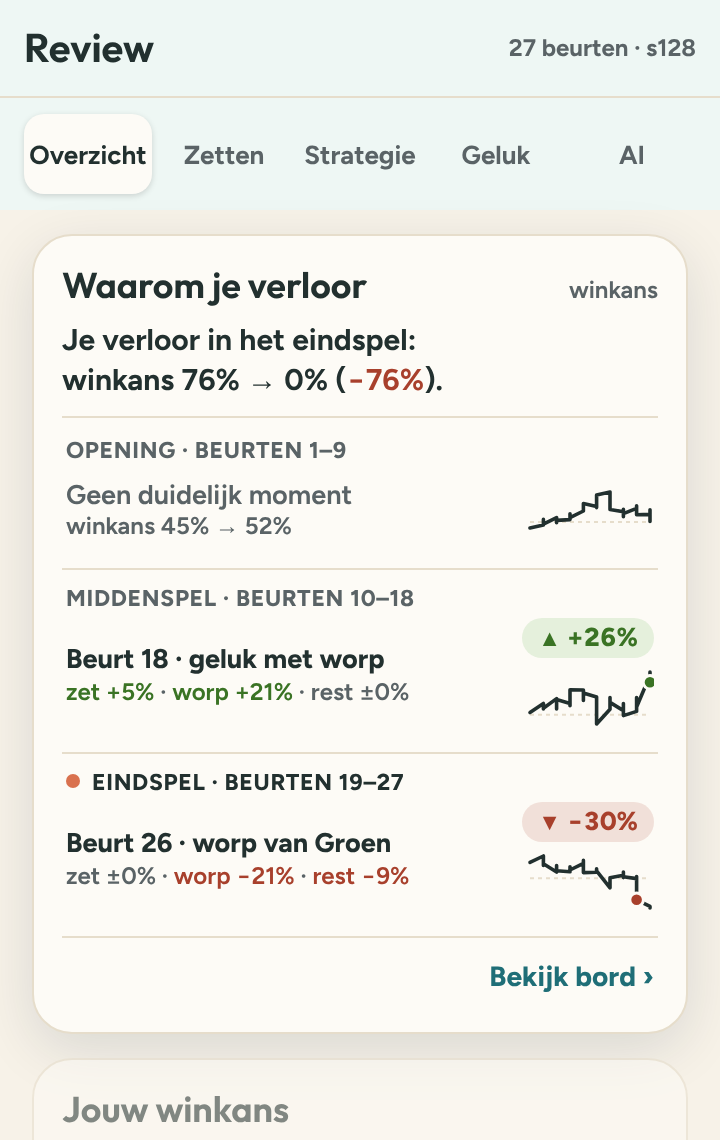 Review
27 beurten · s128
Overzicht Zetten Strategie Geluk AI
Waarom je verloor
winkans
Je verloor in het eindspel:
winkans 76% → 0% (−76%).
OPENING · BEURTEN 1–9
Geen duidelijk moment
winkans 45% → 52%
MIDDENSPEL · BEURTEN 10–18
▲ +26%
Beurt 18 · geluk met worp
zet +5% · worp +21% · rest ±0%
EINDSPEL · BEURTEN 19–27
▼ −30%
Beurt 26 · worp van Groen
zet ±0% · worp −21% · rest −9%
Bekijk bord ›
Jouw winkans